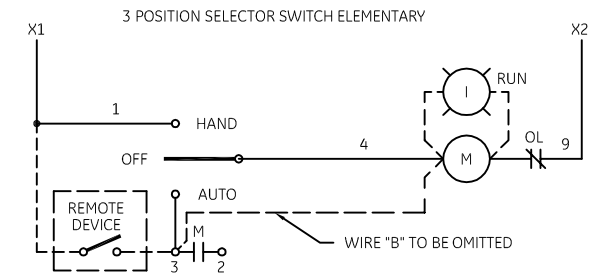 3 POSITION SELECTOR SWITCH ELEMENTARY
X1
X2
RUN
I
1
HAND
OL
OFF
4
M
9
AUTO
REMOTE
DEVICE
M
3
2
WIRE "B" TO BE OMITTED